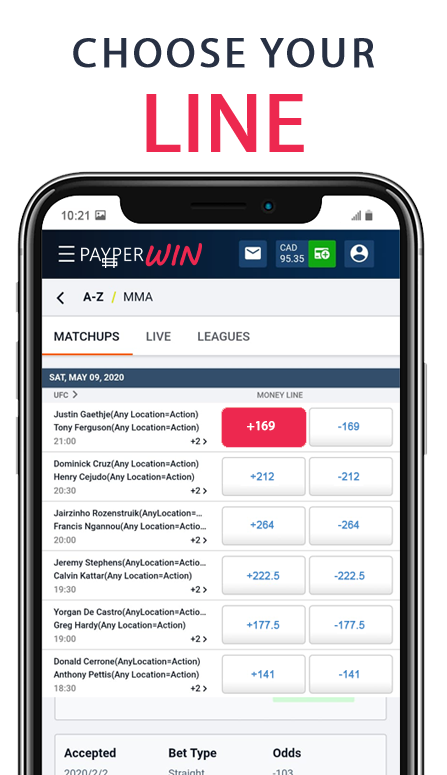 CHOOSE YOUR
LINE
10:21
PAYPER WIN
CAD
95.35
A-Z / MMA
MATCHUPS LIVE LEAGUES
SAT, MAY 09, 2020
UFC > MONEY LINE
Justin Gaethje(Any Location=Action)
Tony Ferguson(Any Location=Action)
21:00 +2 >
+169 -169
Dominick Cruz(Any Location=Action)
Henry Cejudo(Any Location=Action)
20:30 +2 >
+212 -212
Jairzinho Rozenstruik(AnyLocation=...
Francis Ngannou(Any Location=Actio...
20:00 +2 >
+264 -264
Jeremy Stephens(AnyLocation=Actio...
Calvin Kattar(Any Location=Action)
19:30 +2 >
+222.5 -222.5
Yorgan De Castro(AnyLocation=Actio...
Greg Hardy(Any Location=Action)
19:00 +2 >
+177.5 -177.5
Donald Cerrone(AnyLocation=Action)
Anthony Pettis(Any Location=Action)
18:30 +2 >
+141 -141
Accepted Bet Type Odds
2020/2/2 Straight -103